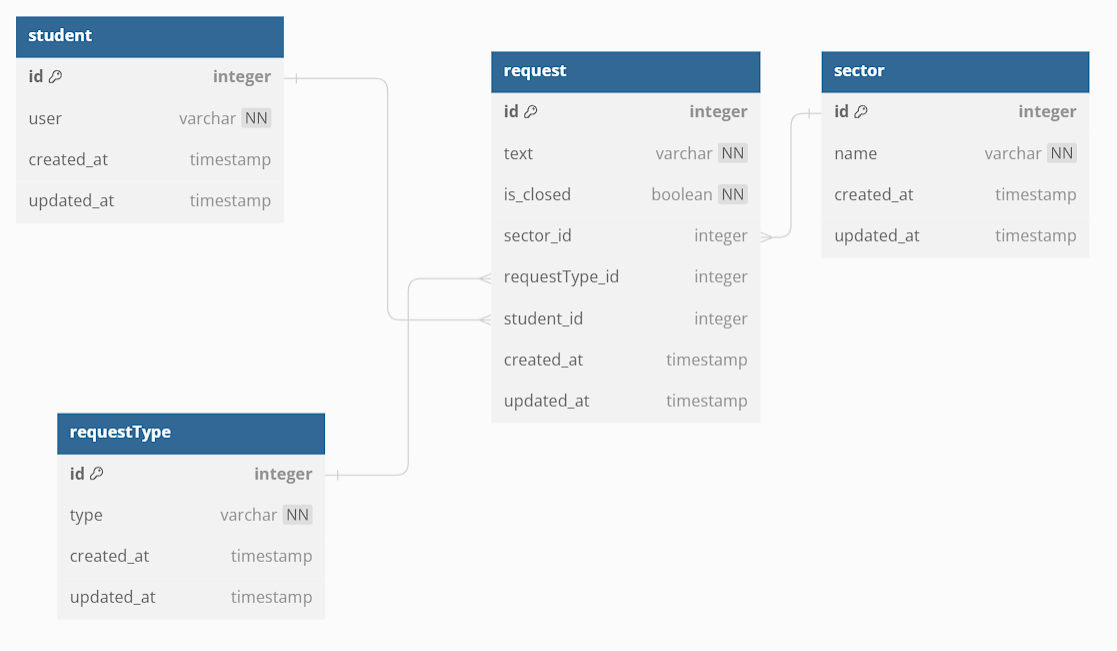 student
id integer
user varchar NN
created_at timestamp
updated_at timestamp
request
id integer
text varchar NN
is_closed boolean NN
sector_id integer
requestType_id integer
student_id integer
created_at timestamp
updated_at timestamp
sector
id integer
name varchar NN
created_at timestamp
updated_at timestamp
requestType
id integer
type varchar NN
created_at timestamp
updated_at timestamp